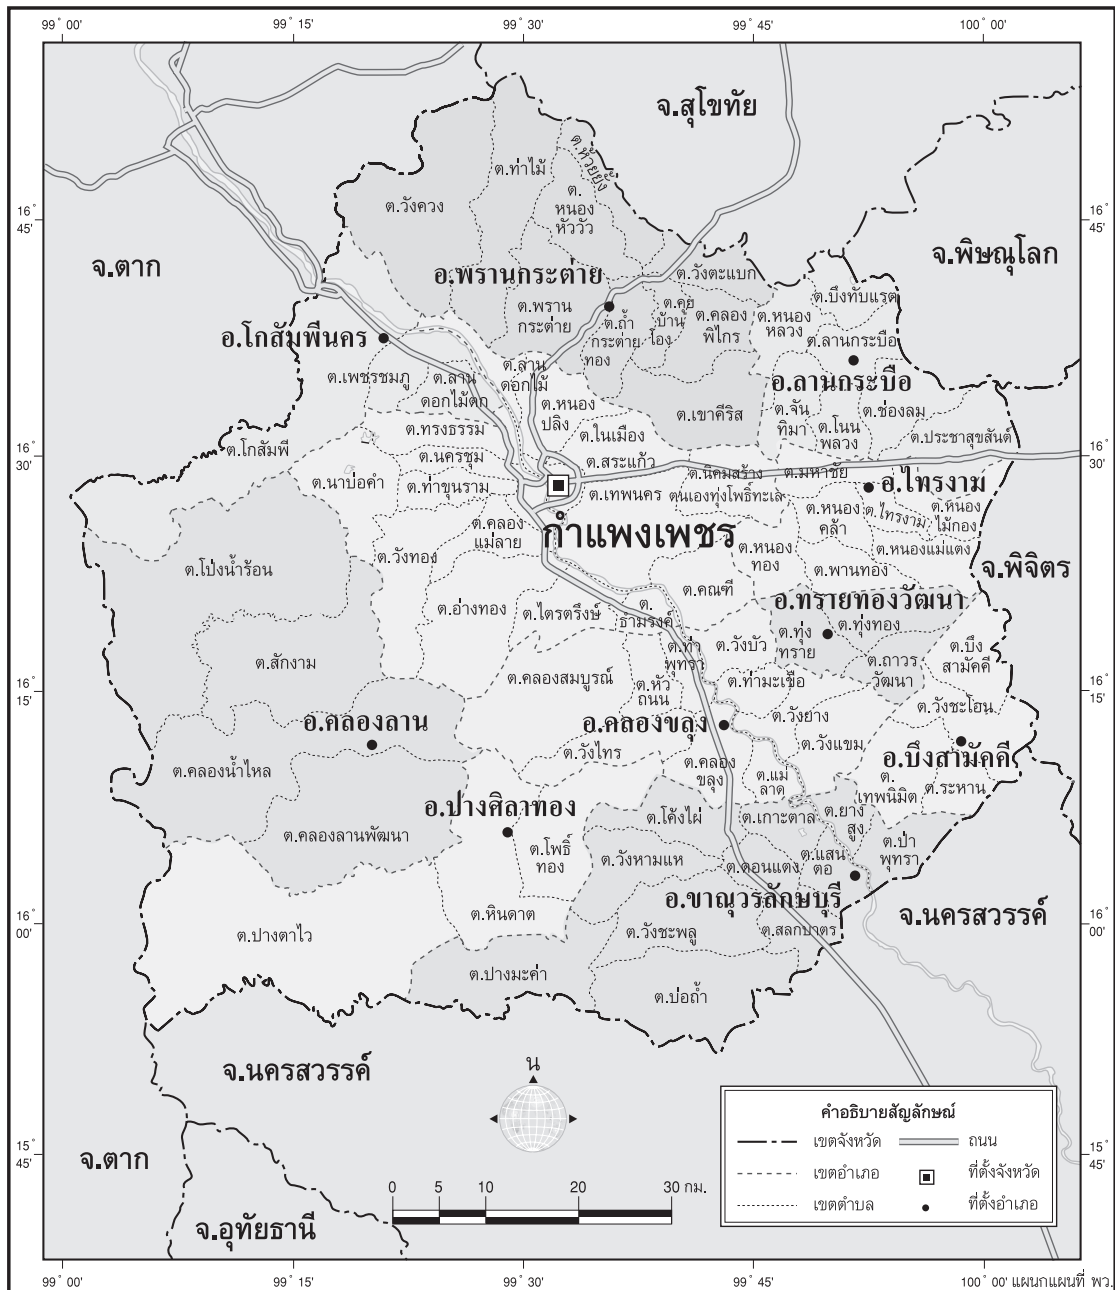 99° 00'
99° 15'
99° 30'
99° 45'
100° 00'
จ.สุโขทัย
ต.ห้วยยั้ง
ต.ท่าไม้
ต.
หนอง
หัววัว
ต.วังควง
16°
45'
16°
45'
จ.พิษณุโลก
จ.ตาก
อ.พรานกระต่าย
ต.วังตะแบก
ต.บึงทับแรต
ต.พราน
กระต่าย
ต.ถ้ำ
กระต่าย
ทอง
ต.คุย
บ้าน
โอง
ต.คลอง
พิไกร
ต.หนอง
หลวง
ต.ลานกระบือ
อ.โกสัมพีนคร
อ.ลานกระบือ
ต.เพชรชมภู
ต.ลาน
ดอกไม้ตก
ต.ลาน
ดอกไม้
ต.หนอง
ปลิง
ต.เขาคีริส
ต.จัน
ทิมา
ต.โนน
พลวง
ต.ช่องลม
ต.ประชาสุขสันต์
ต.ทรงธรรม
ต.ในเมือง
ต.โกสัมพี
ต.นครชุม
ต.สระแก้ว
16°
30'
16°
30'
ต.นาบ่อคำ
ต.ท่าขุนราม
ต.เทพนคร
ต.นิคมสร้าง
ตนเองทุ่งโพธิ์ทะเล
ต.มหาชัย
อ.ไทรงาม
ต.หนอง
คล้า
ต.ไทรงาม
ต.หนอง
ไม้กอง
ต.คลอง
แม่ลาย
กำแพงเพชร
ต.หนอง
ทอง
ต.หนองแม่แตง
ต.วังทอง
ต.โป่งน้ำร้อน
ต.พานทอง
จ.พิจิตร
ต.คณฑี
อ.ทรายทองวัฒนา
ต.อ่างทอง
ต.ไตรตรึงษ์
ต.
ธำมรงค์
ต.ทุ่ง
ทราย
ต.ทุ่งทอง
ต.ท่า
พุทรา
ต.วังบัว
ต.บึง
สามัคคี
ต.สักงาม
ต.ถาวร
วัฒนา
ต.คลองสมบูรณ์
ต.หัว
ถนน
ต.ท่ามะเขือ
16°
15'
16°
15'
ต.วังชะโอน
อ.คลองลาน
อ.คลองขลุง
ต.วังยาง
ต.วังแขม
อ.บึงสามัคคี
ต.วังไทร
ต.คลอง
ขลุง
ต.แม่
ลาด
ต.
เทพนิมิต
ต.ระหาน
ต.คลองน้ำไหล
อ.ปางศิลาทอง
ต.คลองลานพัฒนา
ต.โค้งไผ่
ต.เกาะตาล
ต.ยาง
สูง
ต.ป่า
พุทรา
ต.โพธิ์
ทอง
ต.วังหามแห
ต.ดอนแตง
ต.แสน
ตอ
อ.ขาณุวรลักษบุรี
จ.นครสวรรค์
ต.หินดาต
ต.วังชะพลู
ต.สลกบาตร
16°
00'
16°
00'
ต.ปางตาไว
ต.ปางมะค่า
ต.บ่อถ้ำ
จ.นครสวรรค์
น
คำอธิบายสัญลักษณ์
เขตจังหวัด
ถนน
เขตอำเภอ
ที่ตั้งจังหวัด
เขตตำบล
ที่ตั้งอำเภอ
15°
45'
15°
45'
จ.ตาก
0 5 10 20 30 กม.
จ.อุทัยธานี
99° 00'
99° 15'
99° 30'
99° 45'
100° 00' แผนกแผนที่ พว.